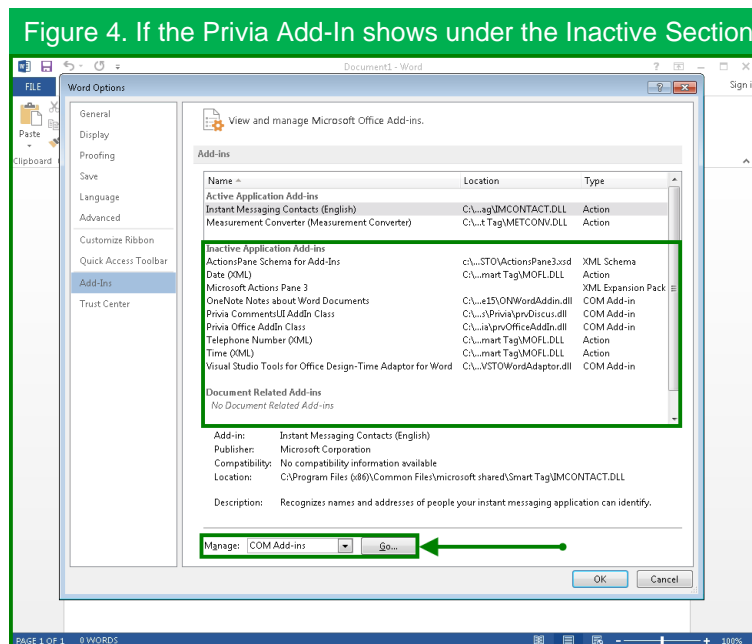 Figure 4. If the Privia Add-In shows under the Inactive Section
Document1 - Word
FILE
Sign i
Paste
Clipboard
Word Options
General
Display
Proofing
Save
Language
Advanced
Customize Ribbon
Quick Access Toolbar
Add-Ins
Trust Center
View and manage Microsoft Office Add-ins.
Add-ins
Name Location Type
Active Application Add-ins
Instant Messaging Contacts (English) C:\...ag\IMCONTACT.DLL Action
Measurement Converter (Measurement Converter) C:\...t Tag\METCONV.DLL Action
Inactive Application Add-ins
ActionsPane Schema for Add-Ins c:\...STO\ActionsPane3.xsd XML Schema
Date (XML) C:\...mart Tag\MOFL.DLL Action
Microsoft Actions Pane 3 XML Expansion Pack
OneNote Notes about Word Documents C:\...e15\ONWordAddin.dll COM Add-in
Privia CommentsUI AddIn Class C:\...s\Privia\prvDiscus.dll COM Add-in
Privia Office AddIn Class C:\...ia\prvOfficeAddIn.dll COM Add-in
Telephone Number (XML) C:\...mart Tag\MOFL.DLL Action
Time (XML) C:\...mart Tag\MOFL.DLL Action
Visual Studio Tools for Office Design-Time Adaptor for Word C:\...VSTOWordAdaptor.dll COM Add-in
Document Related Add-ins
No Document Related Add-ins
Add-in: Instant Messaging Contacts (English)
Publisher: Microsoft Corporation
Compatibility: No compatibility information available
Location: C:\Program Files (x86)\Common Files\microsoft shared\Smart Tag\IMCONTACT.DLL
Description: Recognizes names and addresses of people your instant messaging application can identify.
Manage: COM Add-ins Go...
OK Cancel
PAGE 1 OF 1 0 WORDS 100%